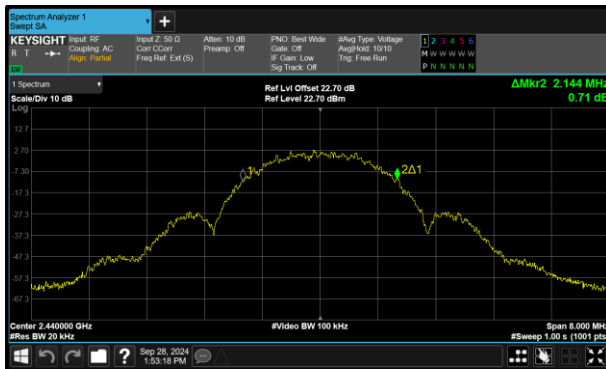 Spectrum Analyzer 1
Swept SA
KEYSIGHT
R T
Input: RF
Coupling: AC
Align: Partial
Input Z: 50 Ω
Corr CCorr
Freq Ref: Ext (S)
Atten: 10 dB
Preamp: Off
PNO: Best Wide
Gate: Off
IF Gain: Low
Sig Track: Off
#Avg Type: Voltage
Avg|Hold: 10/10
Trig: Free Run
1 2 3 4 5 6
M W W W W W
P N N N N N
1 Spectrum
Scale/Div 10 dB
Ref Lvl Offset 22.70 dB
Ref Level 22.70 dBm
ΔMkr2 2.144 MHz
0.71 dB
Log
12.7
2.70
-7.30
-17.3
-27.3
-37.3
-47.3
-57.3
-67.3
1
2Δ1
Center 2.440000 GHz
#Res BW 20 kHz
#Video BW 100 kHz
Span 8.000 MHz
#Sweep 1.00 s (1001 pts)
?
Sep 28, 2024
1:53:18 PM